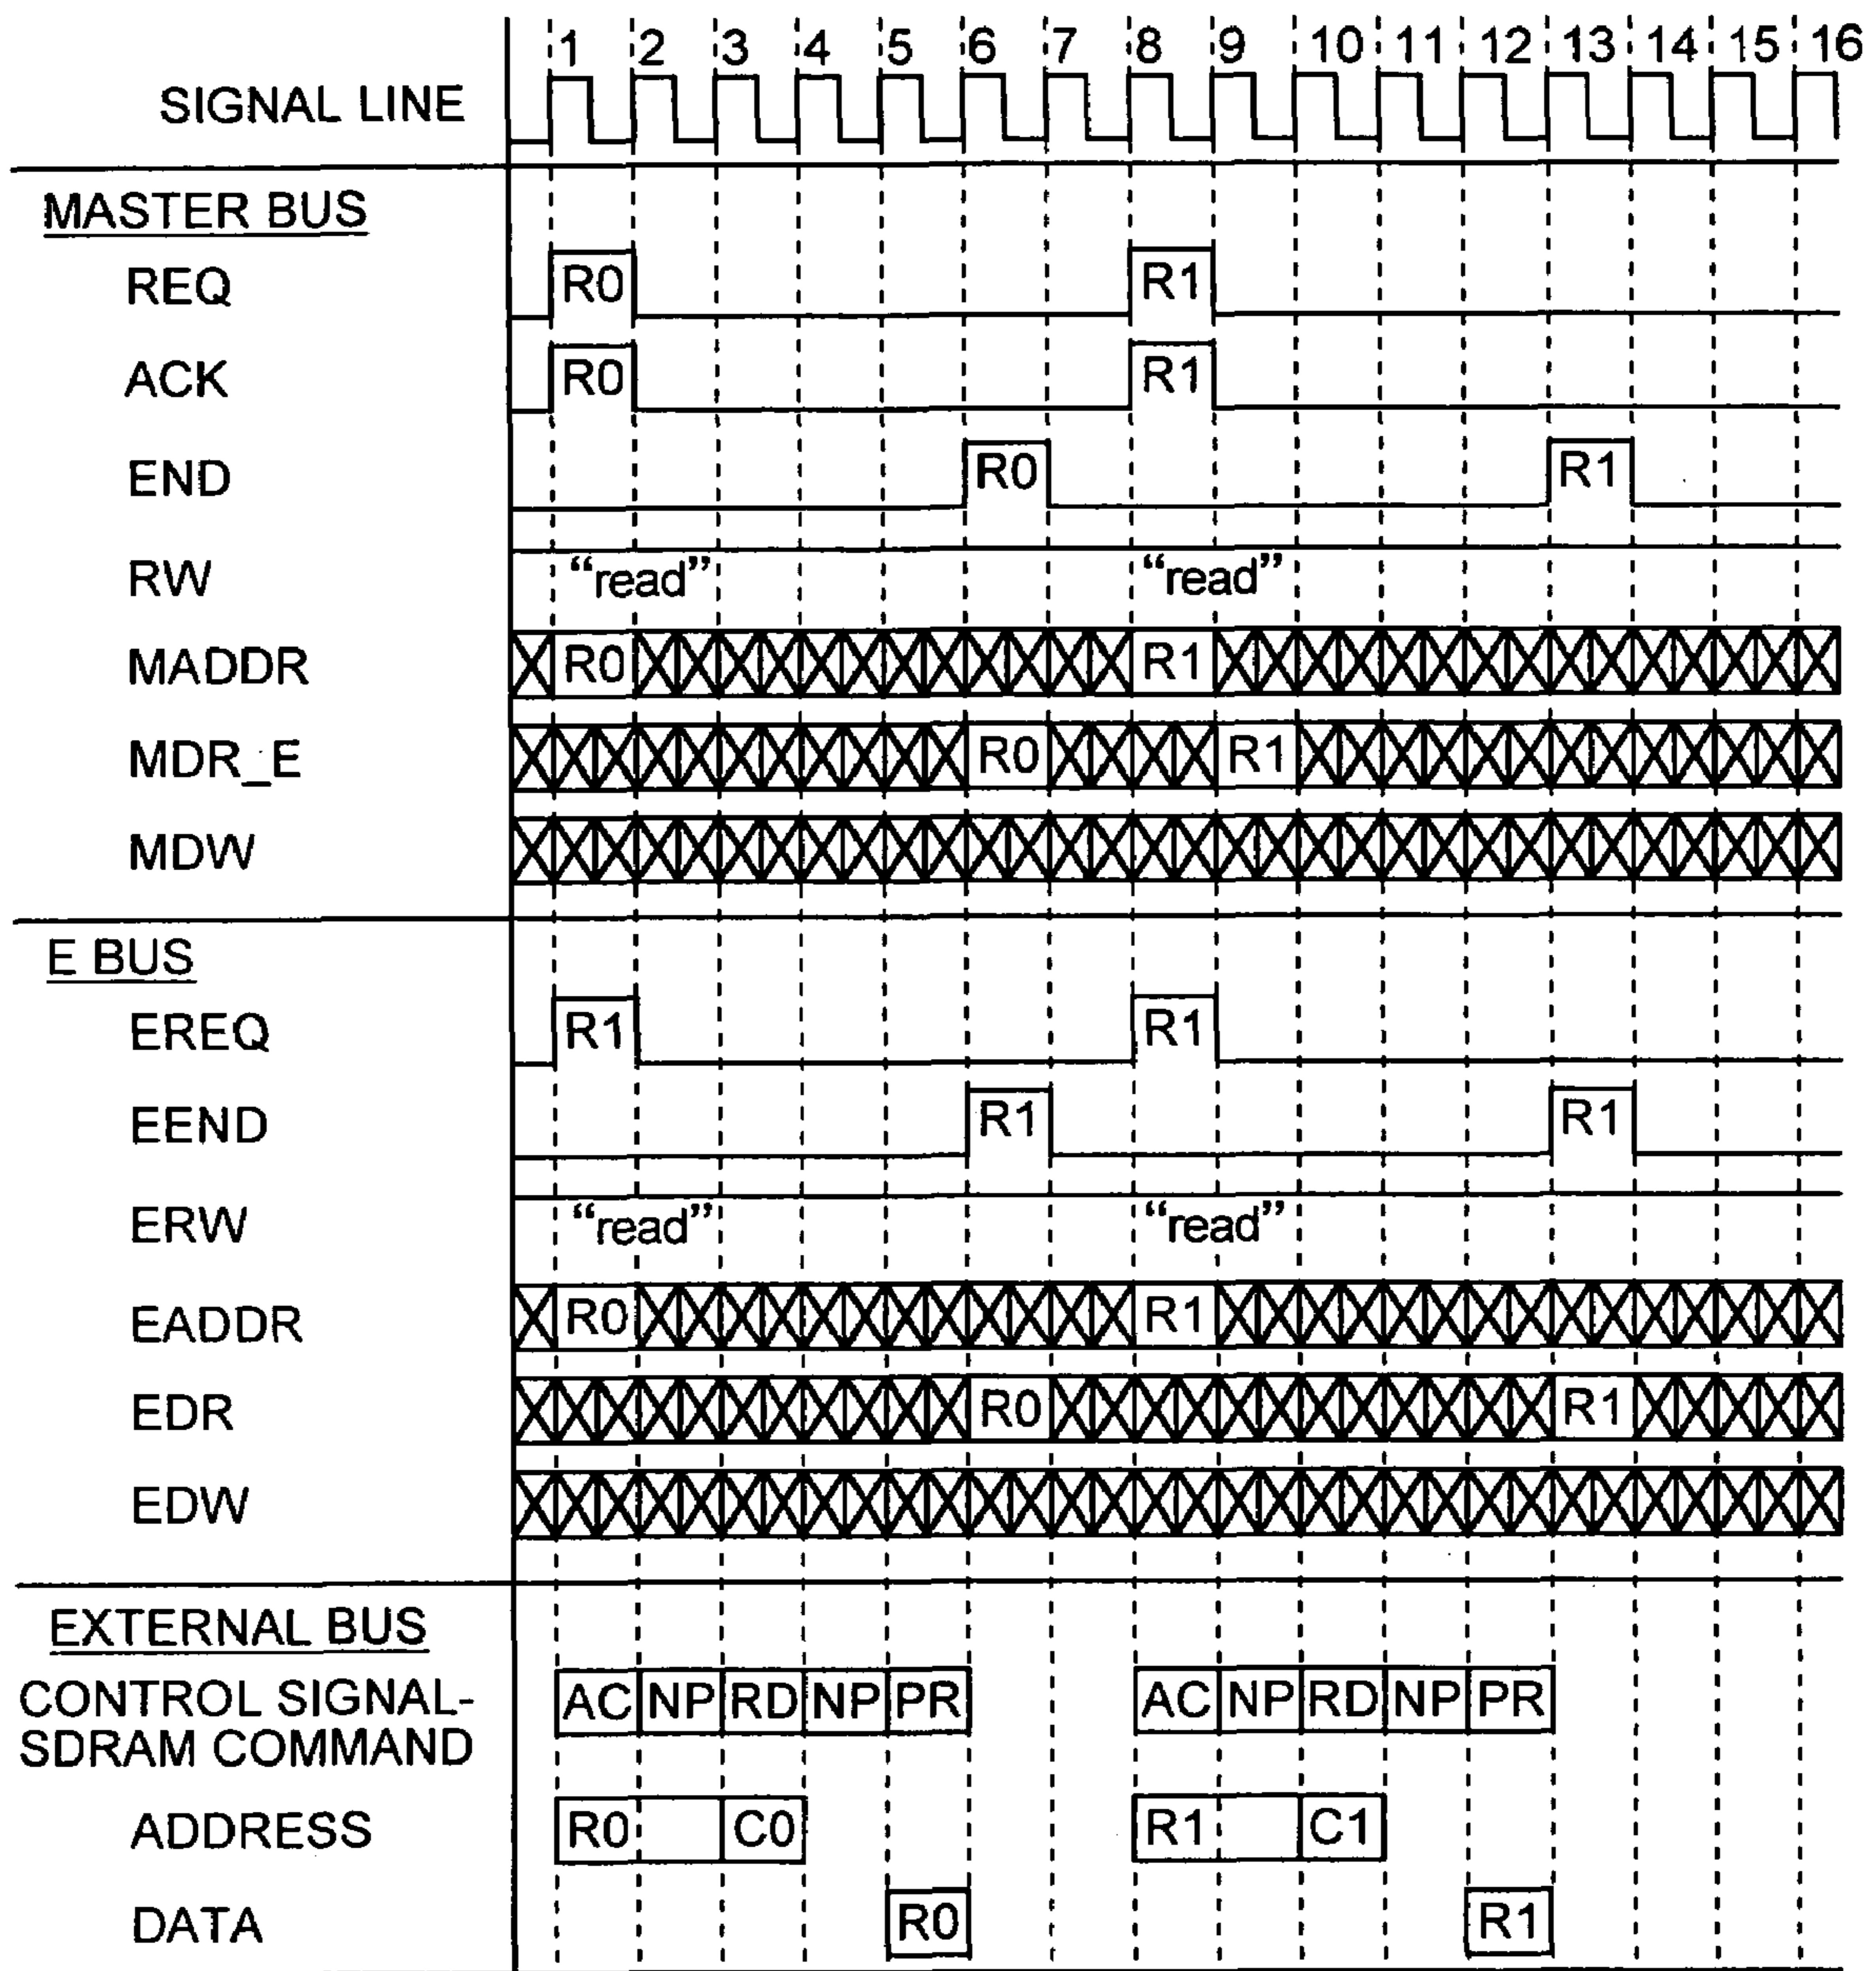 1 2 3 4 5 6 7 8 9 10 11 12 13 14 15 16
SIGNAL LINE
MASTER BUS
REQ R0 R1
ACK R0 R1
END R0 R1
RW “read” “read”
MADDR R0 R1
MDR_E R0 R1
MDW
E BUS
EREQ R1 R1
EEND R1 R1
ERW “read” “read”
EADDR R0 R1
EDR R0 R1
EDW
EXTERNAL BUS
CONTROL SIGNAL-
SDRAM COMMAND
AC NP RD NP PR AC NP RD NP PR
ADDRESS R0 C0 R1 C1
DATA R0 R1